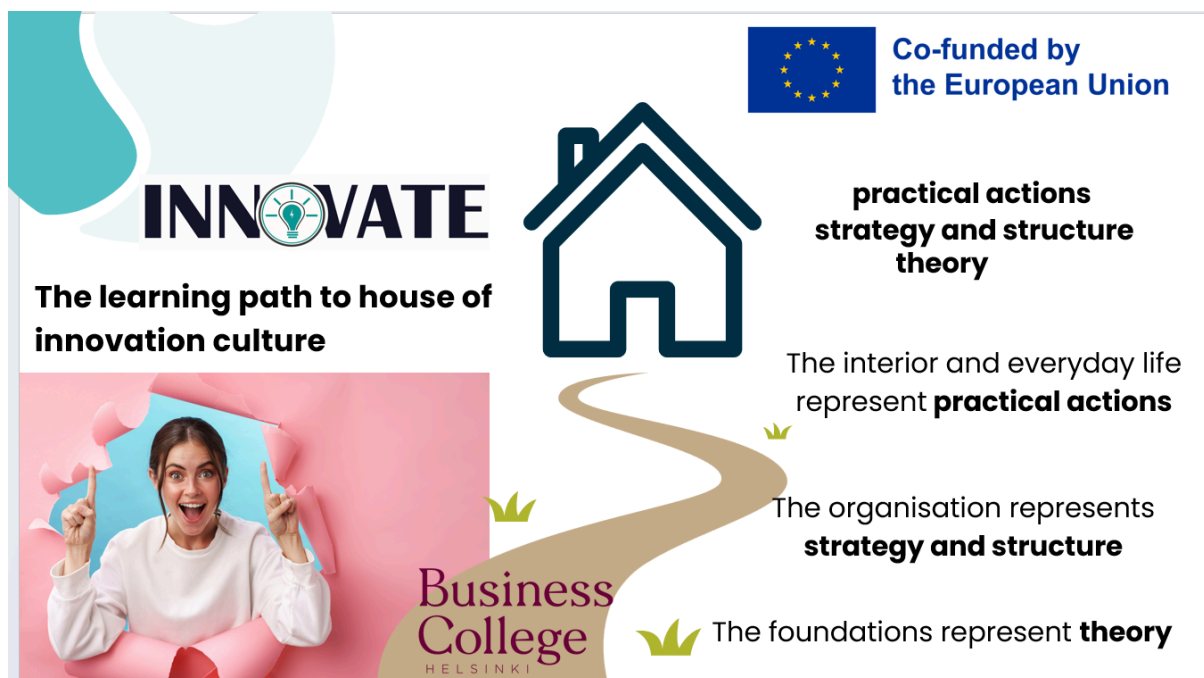 Co-funded by
the European Union
INNOVATE
The learning path to house of
innovation culture
practical actions
strategy and structure
theory
The interior and everyday life
represent practical actions
The organisation represents
strategy and structure
The foundations represent theory
Business
College
HELSINKI